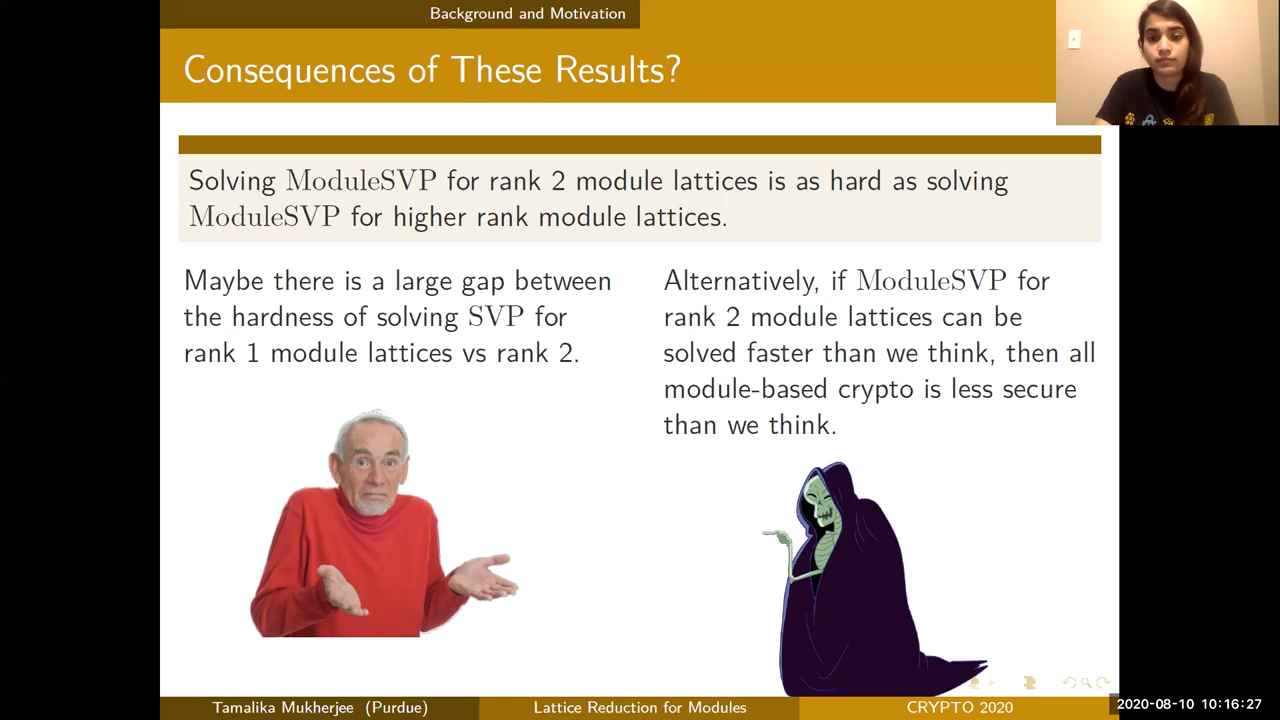 Background and Motivation
Consequences of These Results?
Solving ModuleSVP for rank 2 module lattices is as hard as solving
ModuleSVP for higher rank module lattices.
Maybe there is a large gap between
the hardness of solving SVP for
rank 1 module lattices vs rank 2.
Alternatively, if ModuleSVP for
rank 2 module lattices can be
solved faster than we think, then all
module-based crypto is less secure
than we think.
Tamalika Mukherjee (Purdue)
Lattice Reduction for Modules
CRYPTO 2020
2020-08-10 10:16:27